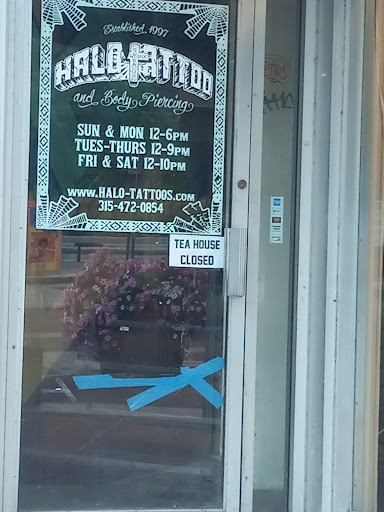 Established 1997
HALO TATTOO
and Body Piercing
SUN & MON 12-6PM
TUES-THURS 12-9PM
FRI & SAT 12-10PM
WWW.HALO-TATTOOS.COM
315-472-0854
TEA HOUSE
CLOSED